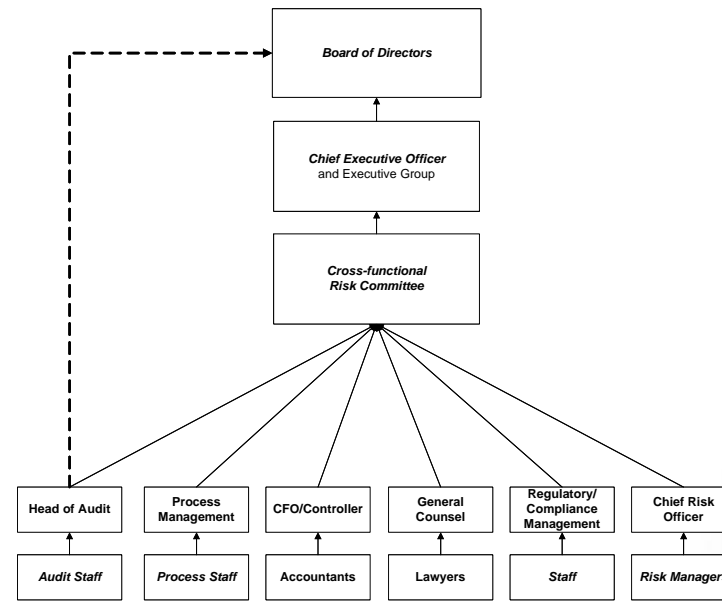 Board of Directors
Chief Executive Officer
and Executive Group
Cross-functional
Risk Committee
Head of Audit
Process
Management
CFO/Controller
General
Counsel
Regulatory/
Compliance
Management
Chief Risk
Officer
Audit Staff
Process Staff
Accountants
Lawyers
Staff
Risk Manager